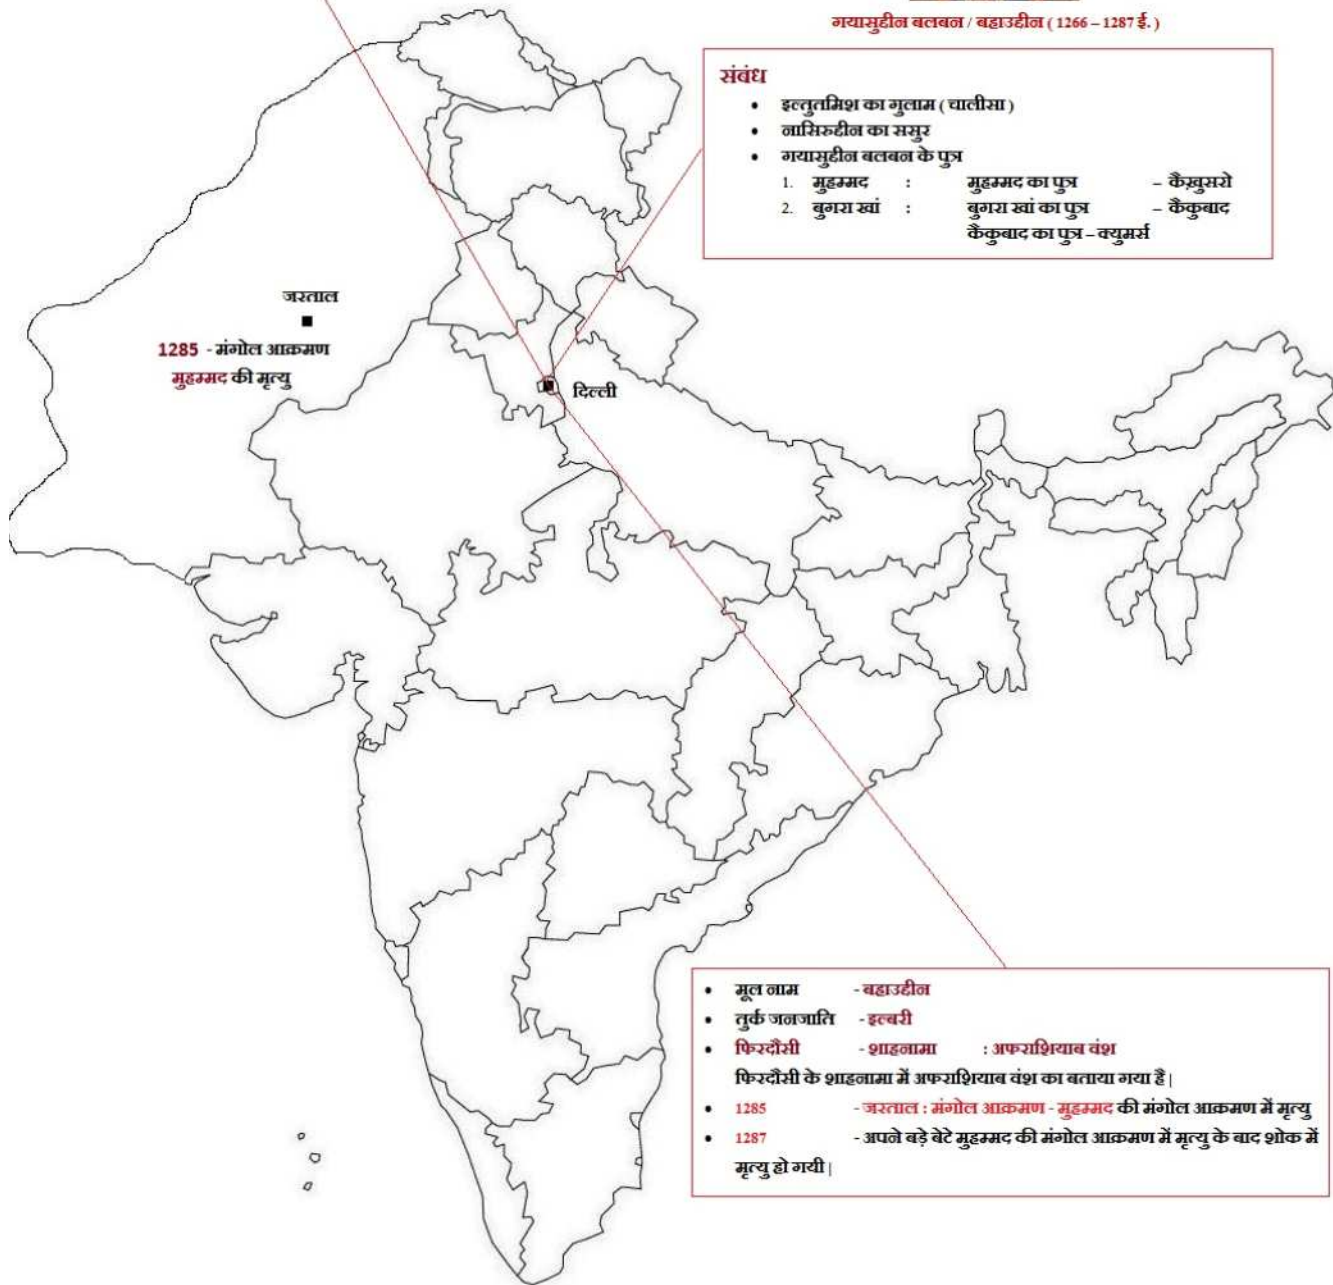 गयासुद्दीन बलबन / बहाउद्दीन ( 1266 – 1287 ई. )
संबंध
• इल्तुतमिश का गुलाम ( चालीसा )
• नासिरुद्दीन का ससुर
• गयासुद्दीन बलबन के पुत्र
1. मुहम्मद : मुहम्मद का पुत्र – कैखुसरो
2. बुगरा खां : बुगरा खां का पुत्र – कैकुबाद
कैकुबाद का पुत्र – क्युमर्स
जरताल
1285 - मंगोल आक्रमण
मुहम्मद की मृत्यु
दिल्ली
• मूल नाम - बहाउद्दीन
• तुर्क जनजाति - इल्बरी
• फिरदौसी - शाहनामा : अफराशियाब वंश
फिरदौसी के शाहनामा में अफराशियाब वंश का बताया गया है |
• 1285 - जरताल : मंगोल आक्रमण - मुहम्मद की मंगोल आक्रमण में मृत्यु
• 1287 - अपने बड़े बेटे मुहम्मद की मंगोल आक्रमण में मृत्यु के बाद शोक में
मृत्यु हो गयी |